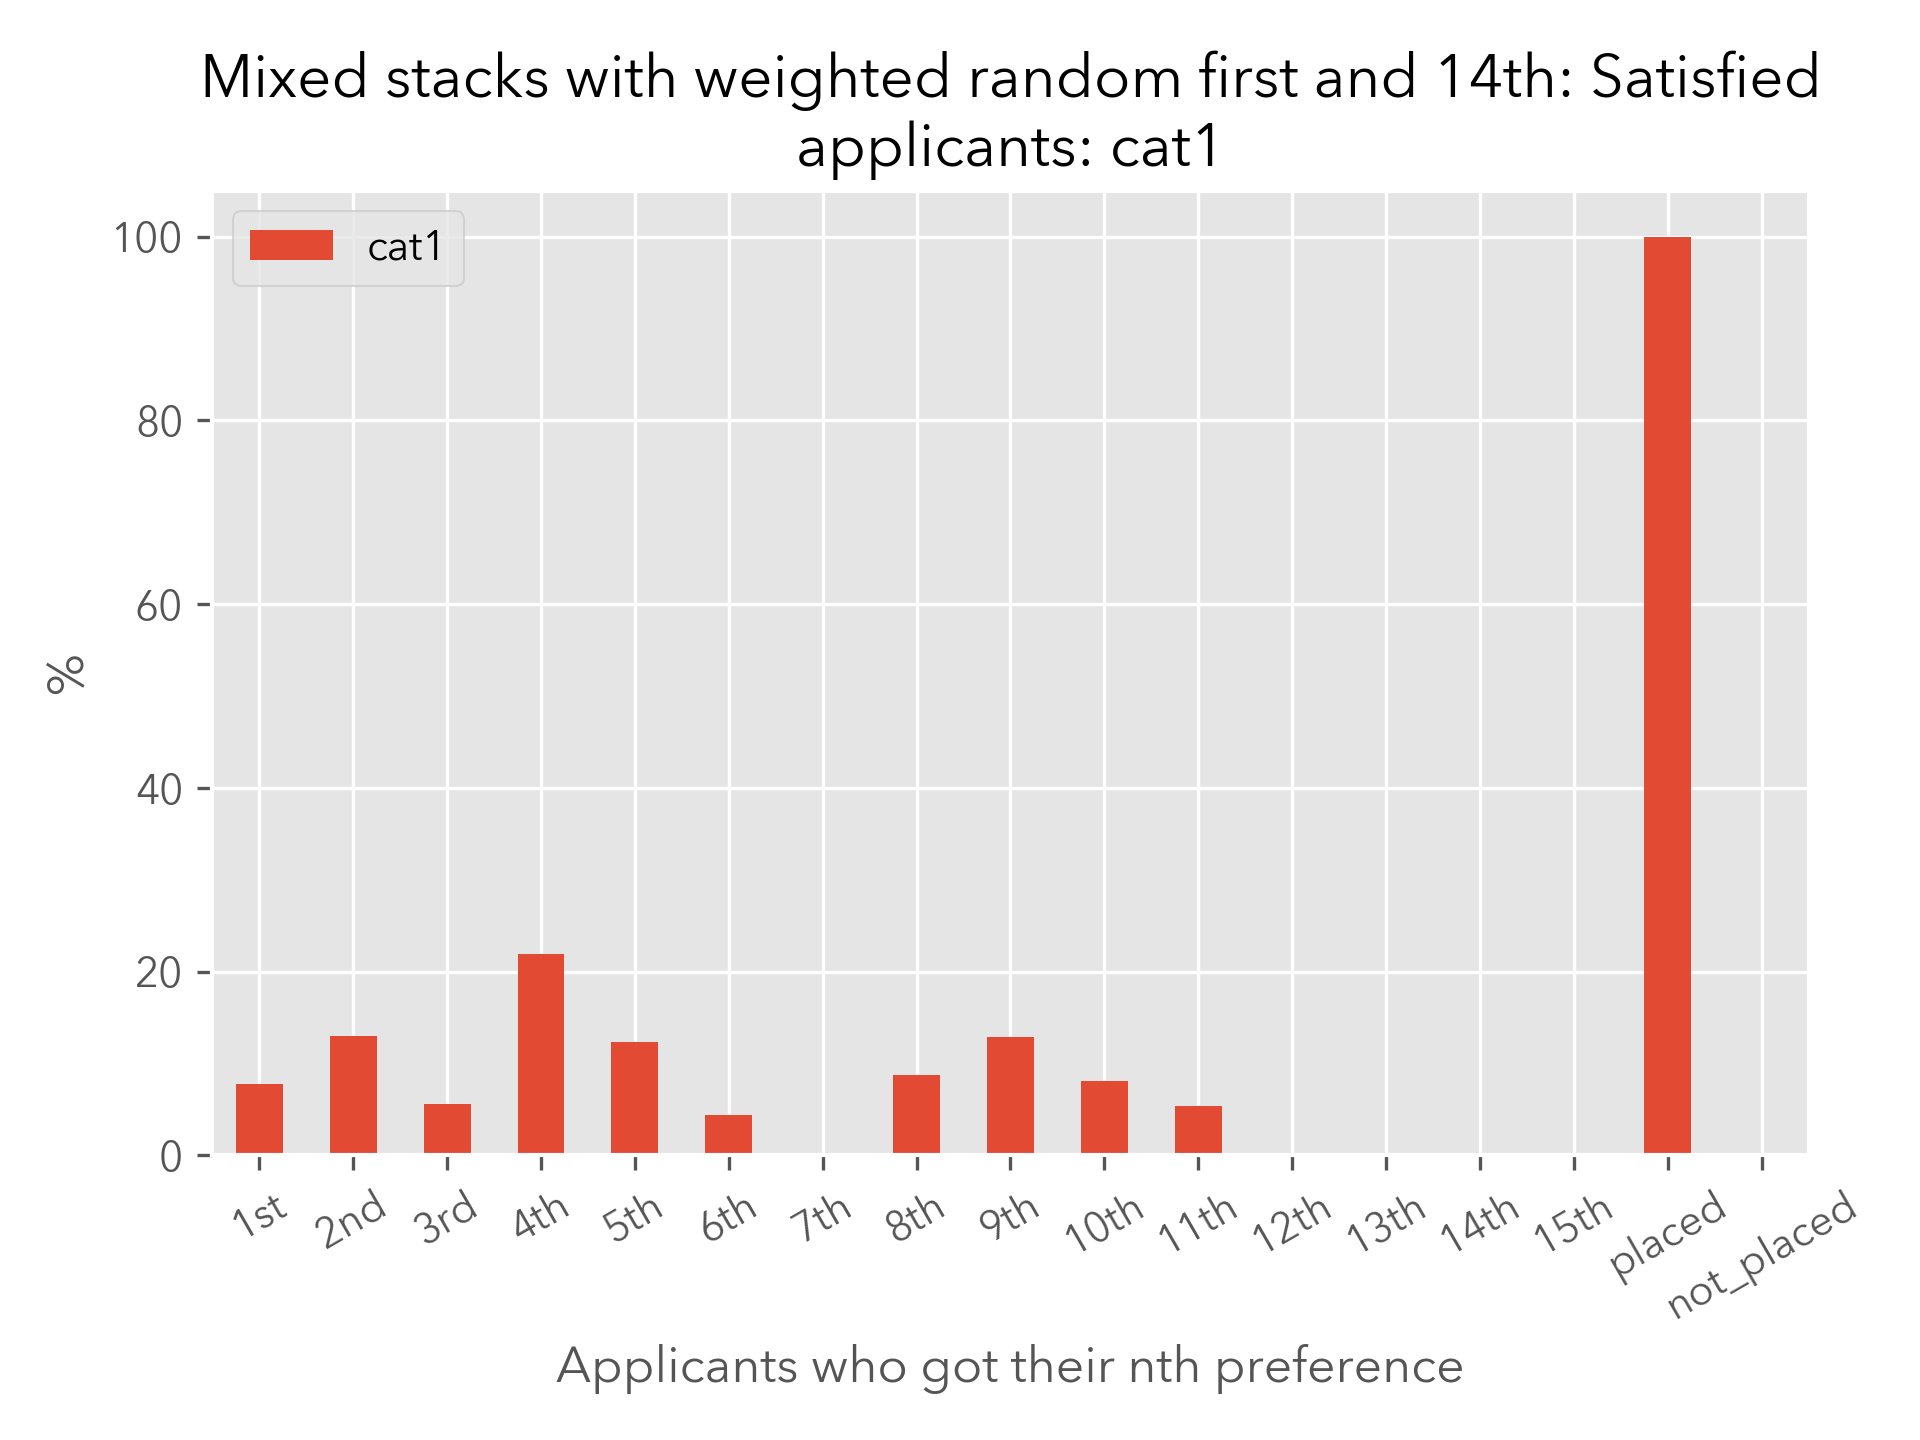 Mixed stacks with weighted random first and 14th: Satisfied
applicants: cat1
cat1
100
80
60
40
20
0
%
1st 2nd 3rd 4th 5th 6th 7th 8th 9th 10th 11th 12th 13th 14th 15th placed not_placed
Applicants who got their nth preference